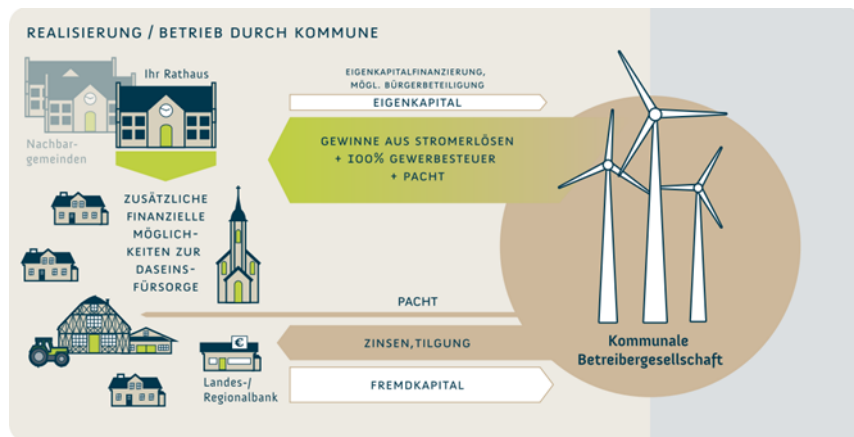 REALISIERUNG / BETRIEB DURCH KOMMUNE
Ihr Rathaus
Nachbar-
gemeinden
EIGENKAPITALFINANZIERUNG,
MÖGL. BÜRGERBETEILIGUNG
EIGENKAPITAL
GEWINNE AUS STROMERLÖSEN
+ 100% GEWERBESTEUER
+ PACHT
ZUSÄTZLICHE
FINANZIELLE
MÖGLICH-
KEITEN ZUR
DASEINS-
FÜRSORGE
PACHT
ZINSEN,TILGUNG
€
Landes-/
Regionalbank
FREMDKAPITAL
Kommunale
Betreibergesellschaft